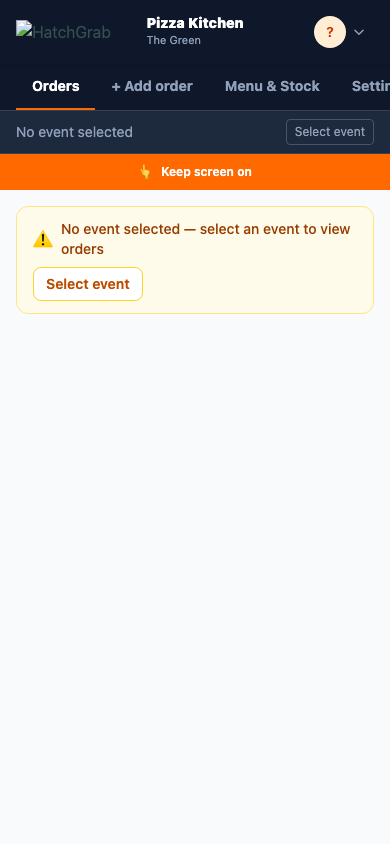 HatchGrab
Pizza Kitchen
The Green
?
Orders
+ Add order
Menu & Stock
Settin
No event selected
Select event
Keep screen on
No event selected — select an event to view
orders
Select event